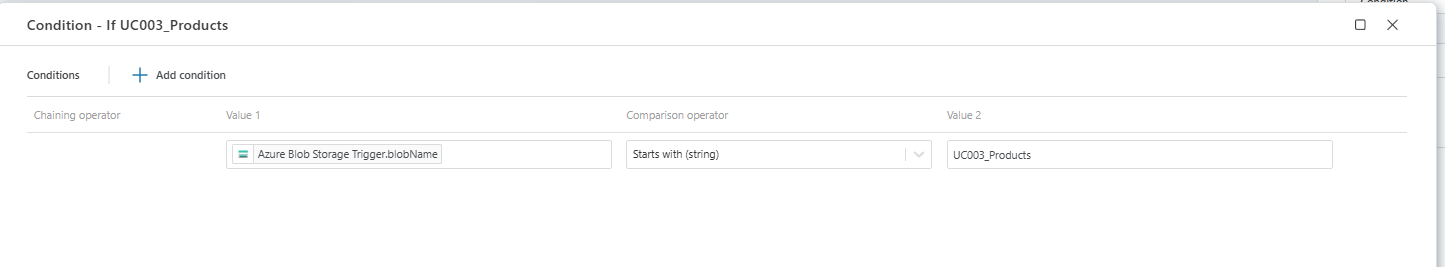 Condition
Condition - If UC003_Products
Conditions
Add condition
Chaining operator
Value 1
Comparison operator
Value 2
Azure Blob Storage Trigger.blobName
Starts with (string)
UC003_Products